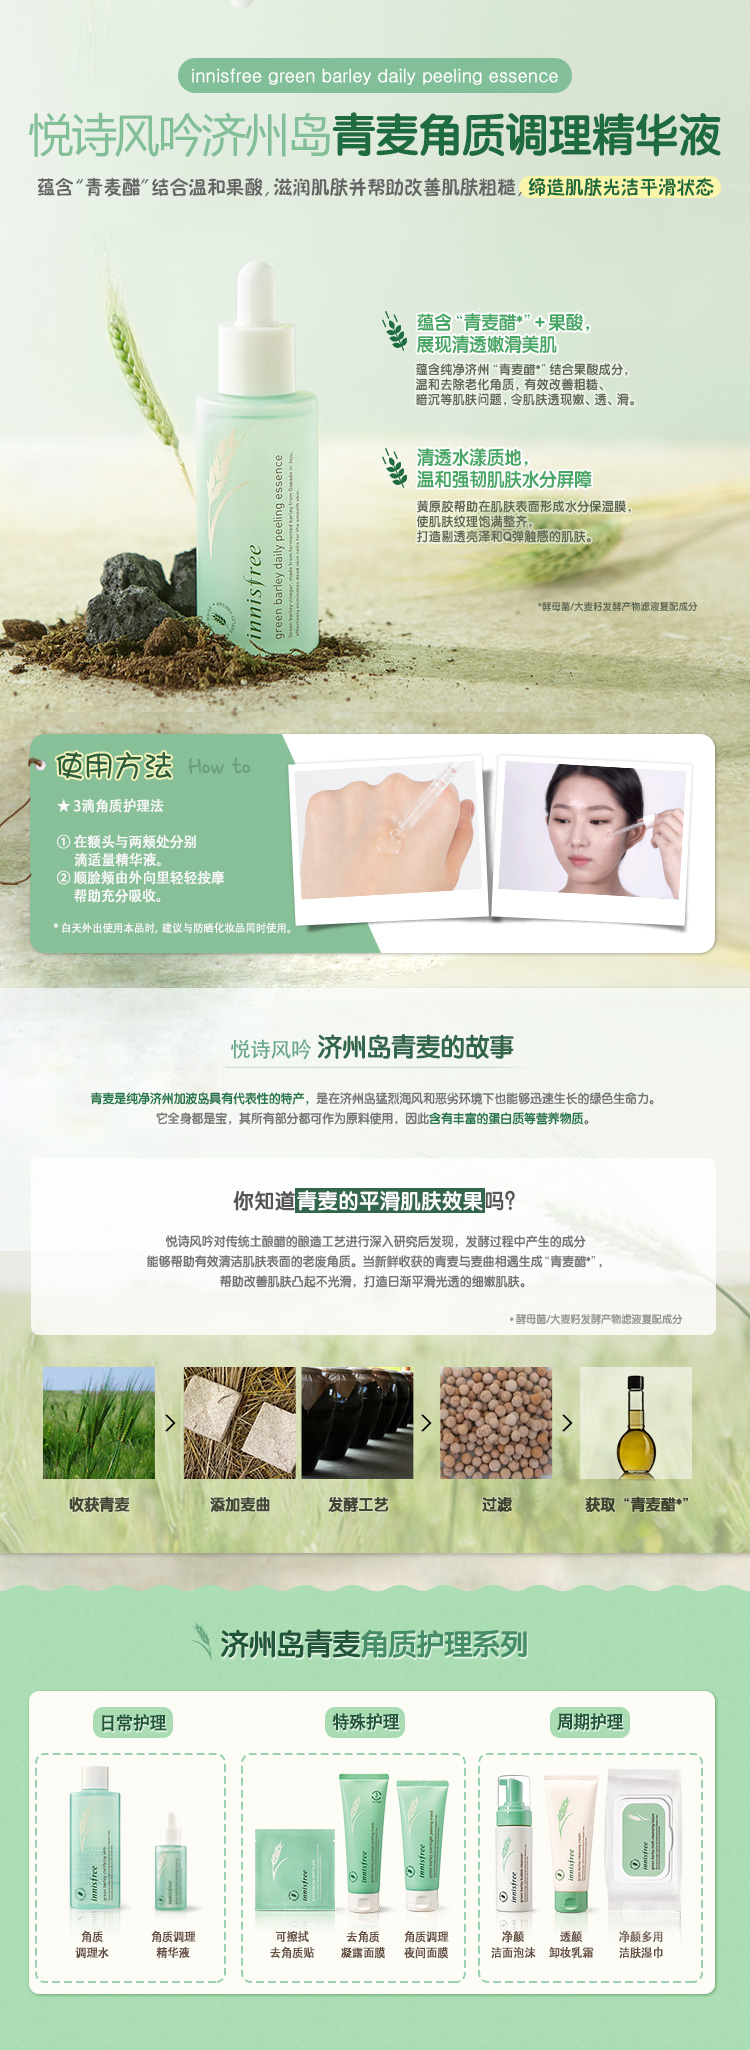 innisfree green barley daily peeling essence
悦诗风吟济州岛青麦角质调理精华液
蕴含“青麦醋”结合温和果酸，滋润肌肤并帮助改善肌肤粗糙，缔造肌肤光洁平滑状态
蕴含“青麦醋*”+果酸，
展现清透嫩滑美肌
蕴含纯净济州“青麦醋*”结合果酸成分，
温和去除老化角质，有效改善粗糙、
暗沉等肌肤问题，令肌肤透现嫩、透、滑。
清透水漾质地，
温和强韧肌肤水分屏障
黄原胶帮助在肌肤表面形成水分保湿膜，
使肌肤纹理饱满整齐，
打造剔透亮泽和Q弹触感的肌肤。
*酵母菌/大麦籽发酵产物滤液复配成分
innisfree
green barley daily peeling essence
Green barley vinegar, made from fermented barley from Gapado in Jeju,
effectively eliminates dead skin cells for the smooth skin.
使用方法 How to
★ 3滴角质护理法
① 在额头与两颊处分别
滴适量精华液。
② 顺脸颊由外向里轻轻按摩
帮助充分吸收。
* 白天外出使用本品时，建议与防晒化妆品同时使用。
悦诗风吟 济州岛青麦的故事
青麦是纯净济州加波岛具有代表性的特产，是在济州岛猛烈海风和恶劣环境下也能够迅速生长的绿色生命力。
它全身都是宝，其所有部分都可作为原料使用，因此含有丰富的蛋白质等营养物质。
你知道青麦的平滑肌肤效果吗？
悦诗风吟对传统土酿醋的酿造工艺进行深入研究后发现，发酵过程中产生的成分
能够帮助有效清洁肌肤表面的老废角质。当新鲜收获的青麦与麦曲相遇生成“青麦醋*”，
帮助改善肌肤凸起不光滑，打造日渐平滑光透的细嫩肌肤。
*酵母菌/大麦籽发酵产物滤液复配成分
收获青麦 > 添加麦曲 发酵工艺 > 过滤 > 获取“青麦醋*”
济州岛青麦角质护理系列
日常护理
特殊护理
周期护理
innisfree
innisfree
innisfree
innisfree
innisfree
innisfree
innisfree
innisfree
角质
调理水
角质调理
精华液
可擦拭
去角质贴
去角质
凝露面膜
角质调理
夜间面膜
净颜
洁面泡沫
透颜
卸妆乳霜
净颜多用
洁肤湿巾